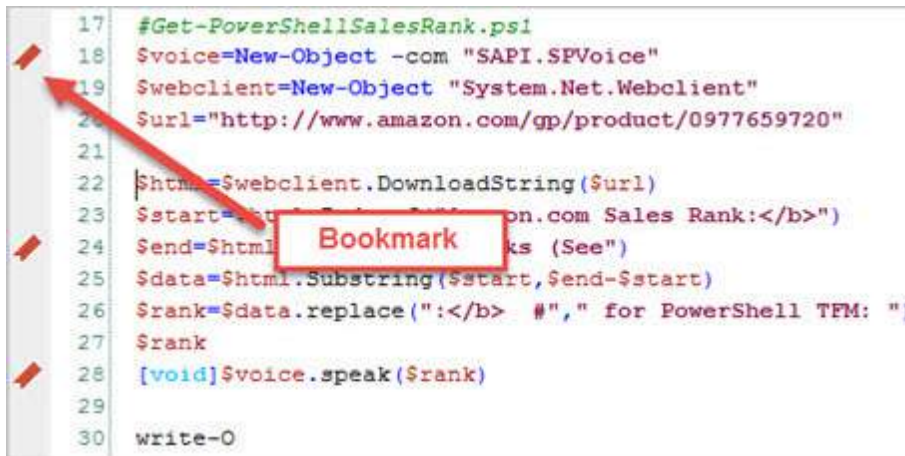 17 #Get-PowerShellSalesRank.ps1
18 $voice=New-Object -com "SAPI.SPVoice"
19 $webclient=New-Object "System.Net.Webclient"
20 $url="http://www.amazon.com/gp/product/0977659720"
21
22 $html=$webclient.DownloadString($url)
23 on.com Sales Rank:</b>")
Bookmark
24 $end=$html ks (See")
25 $data=$html.Substring($start,$end-$start)
26 $rank=$data.replace(":</b>  #"," for PowerShell TFM: "
27 $rank
28 [void]$voice.speak($rank)
29
30 write-O